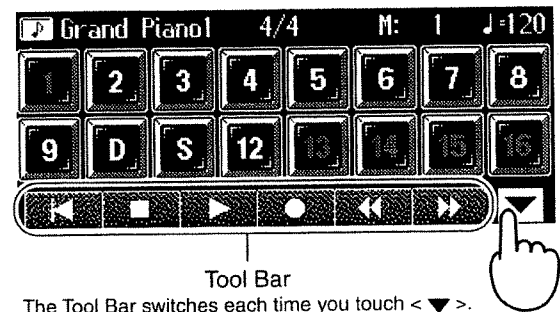 Grand Piano1 4/4 M: 1 ♩=120
1 2 3 4 5 6 7 8
9 D S 12 13 14 15 16
Tool Bar
The Tool Bar switches each time you touch < ▼ >.